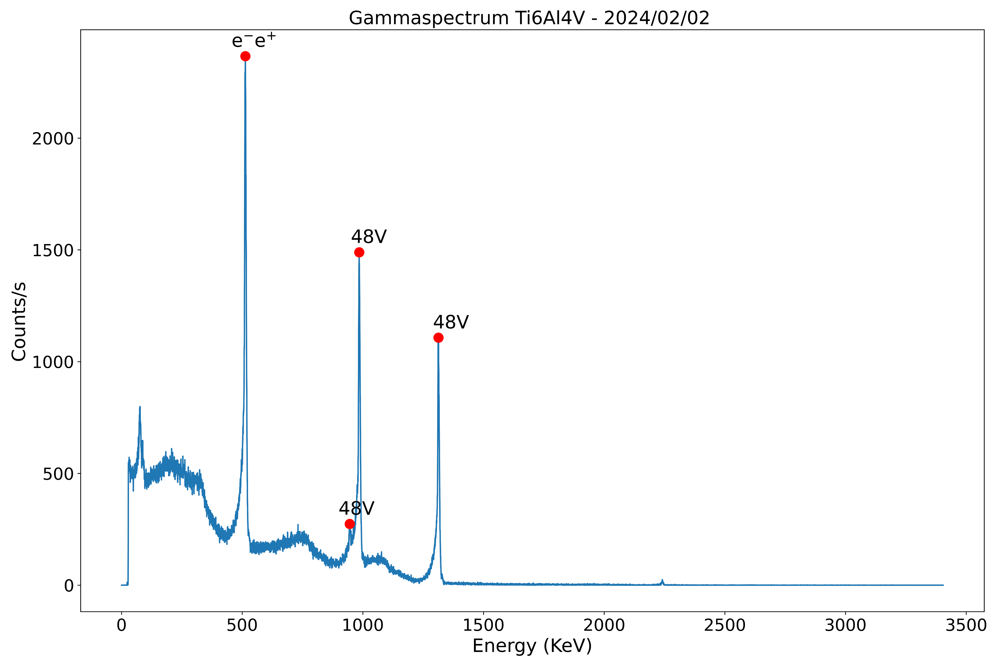 Gammaspectrum Ti6Al4V - 2024/02/02
e⁻e⁺
48V
48V
48V
Counts/s
2000
1500
1000
500
0
0 500 1000 1500 2000 2500 3000 3500
Energy (KeV)